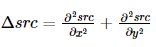 Δsrc = ∂²src/∂x² + ∂²src/∂y²